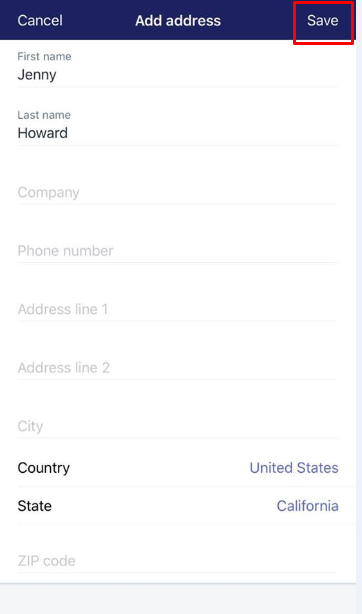 Cancel Add address Save
First name
Jenny
Last name
Howard
Company
Phone number
Address line 1
Address line 2
City
Country United States
State California
ZIP code